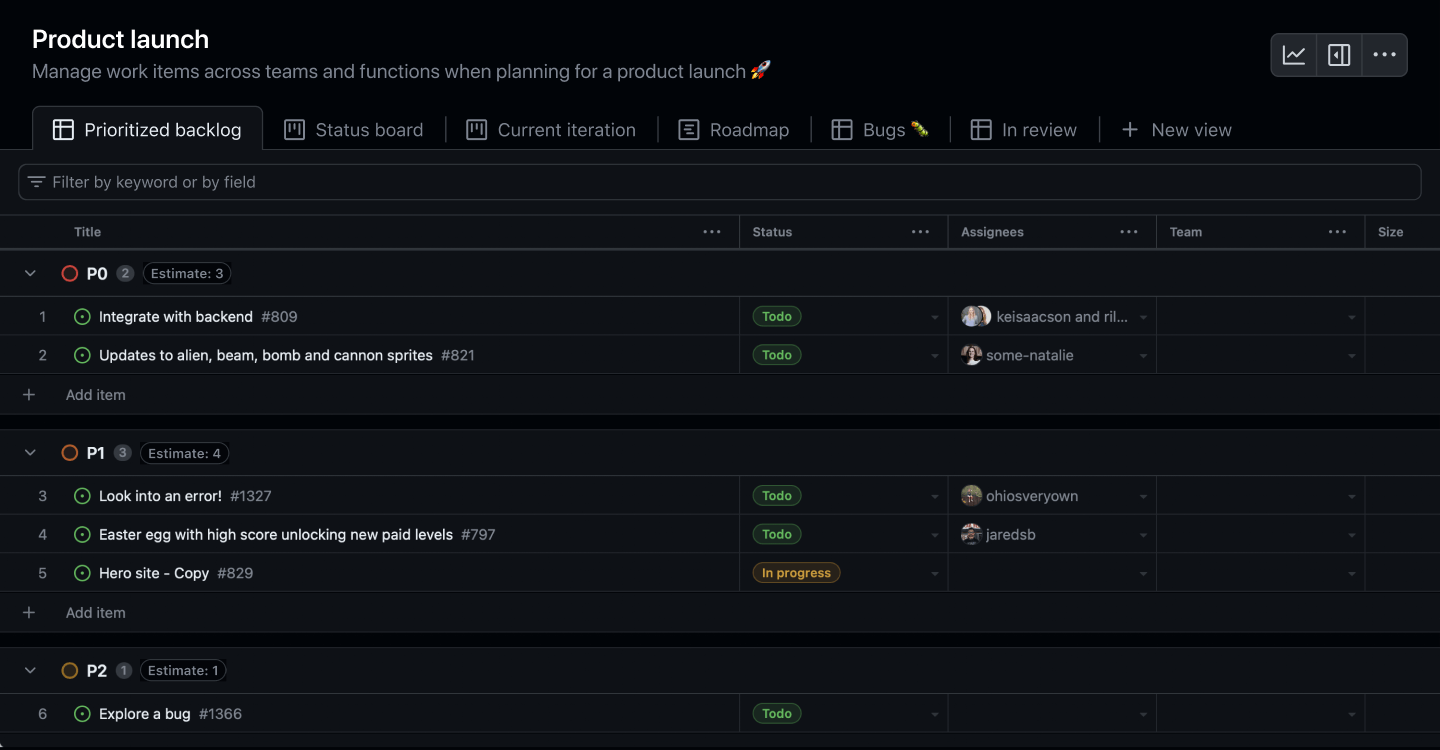 Product launch
Manage work items across teams and functions when planning for a product launch 🚀
Prioritized backlog Status board Current iteration Roadmap Bugs 🐛 In review + New view
Filter by keyword or by field
Title ... Status ... Assignees ... Team ... Size
P0 2 Estimate: 3
1 Integrate with backend #809 Todo keisaacson and ril...
2 Updates to alien, beam, bomb and cannon sprites #821 Todo some-natalie
+ Add item
P1 3 Estimate: 4
3 Look into an error! #1327 Todo ohiosveryown
4 Easter egg with high score unlocking new paid levels #797 Todo jaredsb
5 Hero site - Copy #829 In progress
+ Add item
P2 1 Estimate: 1
6 Explore a bug #1366 Todo